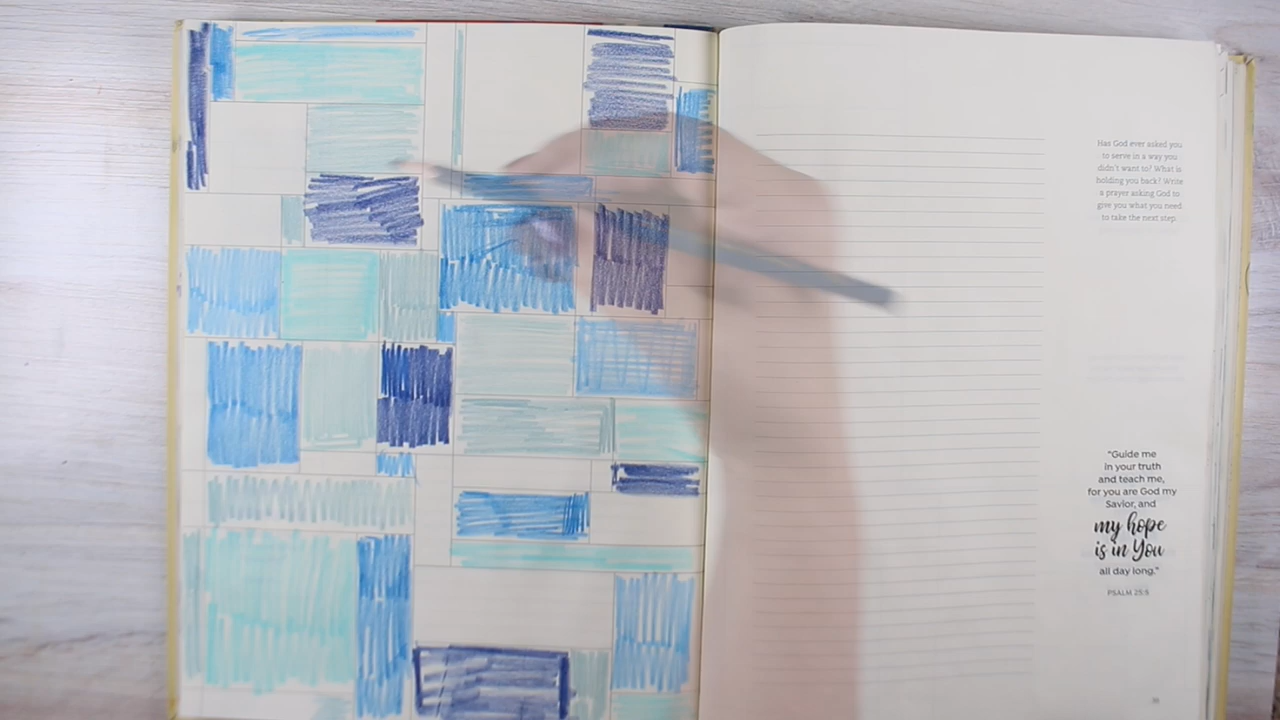 Has God ever asked you
to serve in a way you
didn't want to? What is
holding you back? Write
a prayer asking God to
give you what you need
to take the next step.
"Guide me
in your truth
and teach me,
for you are God my
Savior, and
my hope
is in You
all day long."
PSALM 25:5